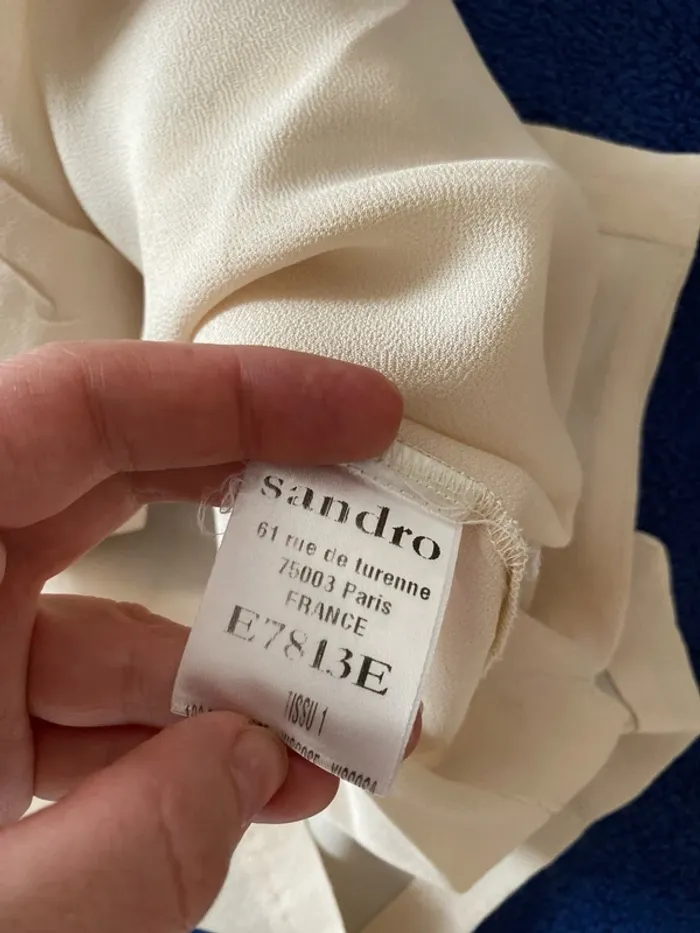 sandro
61 rue de turenne
75003 Paris
FRANCE
E7813E
TISSU 1